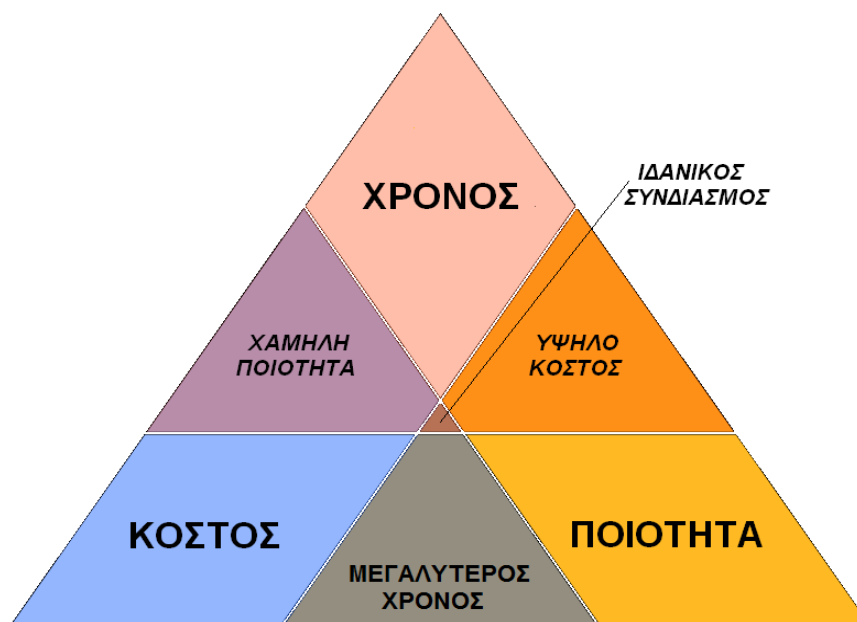 ΧΡΟΝΟΣ
ΙΔΑΝΙΚΟΣ
ΣΥΝΔΙΑΣΜΟΣ
ΧΑΜΗΛΗ
ΠΟΙΟΤΗΤΑ
ΥΨΗΛΟ
ΚΟΣΤΟΣ
ΚΟΣΤΟΣ
ΜΕΓΑΛΥΤΕΡΟΣ
ΧΡΟΝΟΣ
ΠΟΙΟΤΗΤΑ